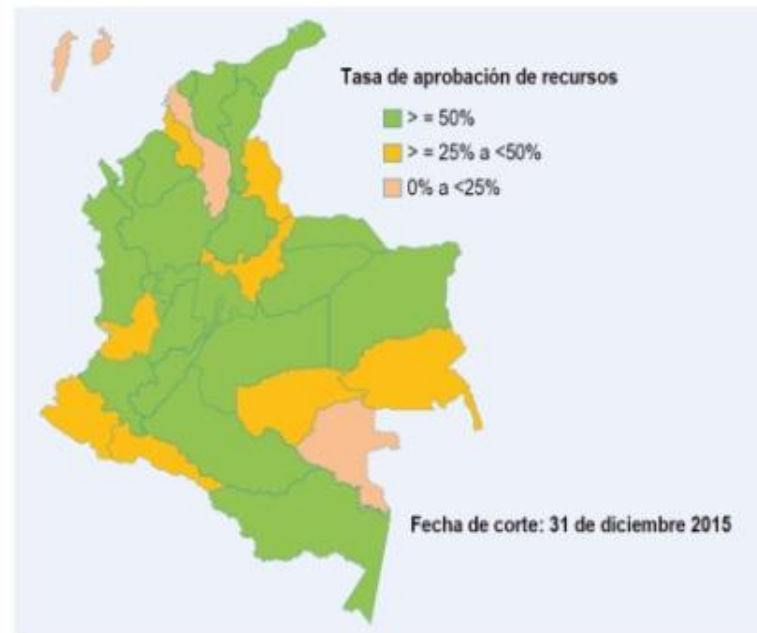 Tasa de aprobación de recursos
> = 50%
> = 25% a <50%
0% a <25%
Fecha de corte: 31 de diciembre 2015